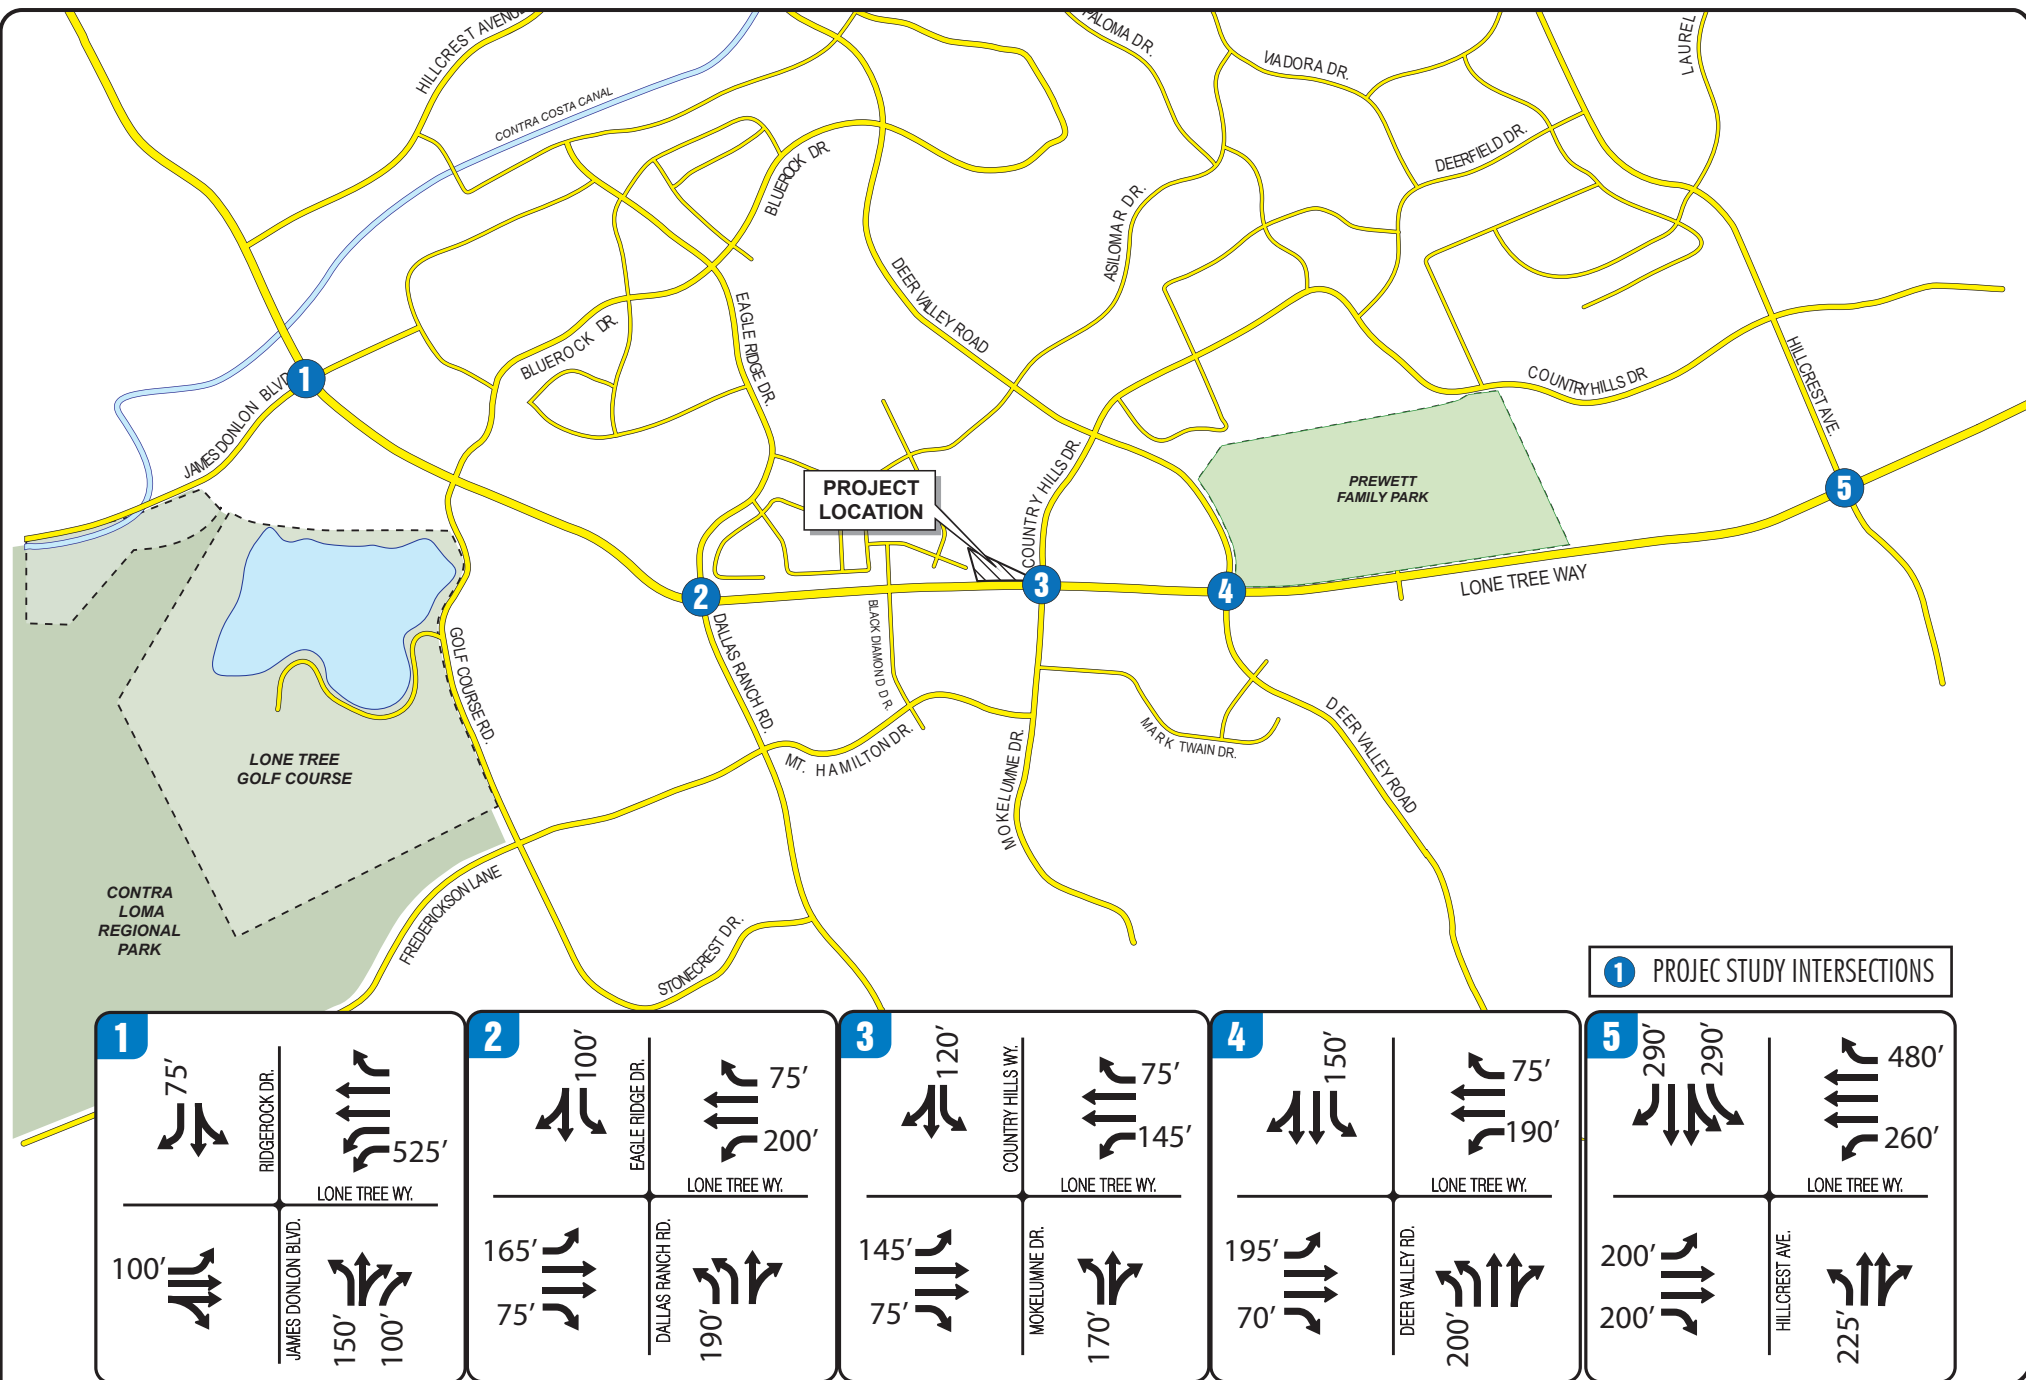 HILLCREST AVENUE
CONTRA COSTA CANAL
PALOMA DR.
VIADORA DR.
LAUREL
DEERFIELD DR.
BLUEROCK DR.
ASILOMAR DR.
DEER VALLEY ROAD
EAGLE RIDGE DR.
BLUEROCK DR.
JAMES DONLON BLVD.
1
COUNTRY HILLS DR
HILLCREST AVE.
COUNTRY HILLS DR.
PROJECT
LOCATION
PREWETT
FAMILY PARK
5
2
3
4
LONE TREE WAY
GOLF COURSE RD.
DALLAS RANCH RD.
BLACK DIAMOND DR.
MT. HAMILTON DR.
MOKELUMNE DR.
MARK TWAIN DR.
DEER VALLEY ROAD
LONE TREE
GOLF COURSE
CONTRA
LOMA
REGIONAL
PARK
FREDERICKSON LANE
STONECREST DR.
1 PROJEC STUDY INTERSECTIONS
1
75'
RIDGEROCK DR.
525'
LONE TREE WY.
100'
JAMES DONLON BLVD.
150'
100'
2
100'
EAGLE RIDGE DR.
75'
200'
LONE TREE WY.
165'
75'
DALLAS RANCH RD.
190'
3
120'
COUNTRY HILLS WY.
75'
145'
LONE TREE WY.
145'
75'
MOKELUMNE DR.
170'
4
150'
75'
190'
LONE TREE WY.
195'
70'
DEER VALLEY RD.
200'
5
290'
290'
480'
260'
LONE TREE WY.
200'
200'
HILLCREST AVE.
225'